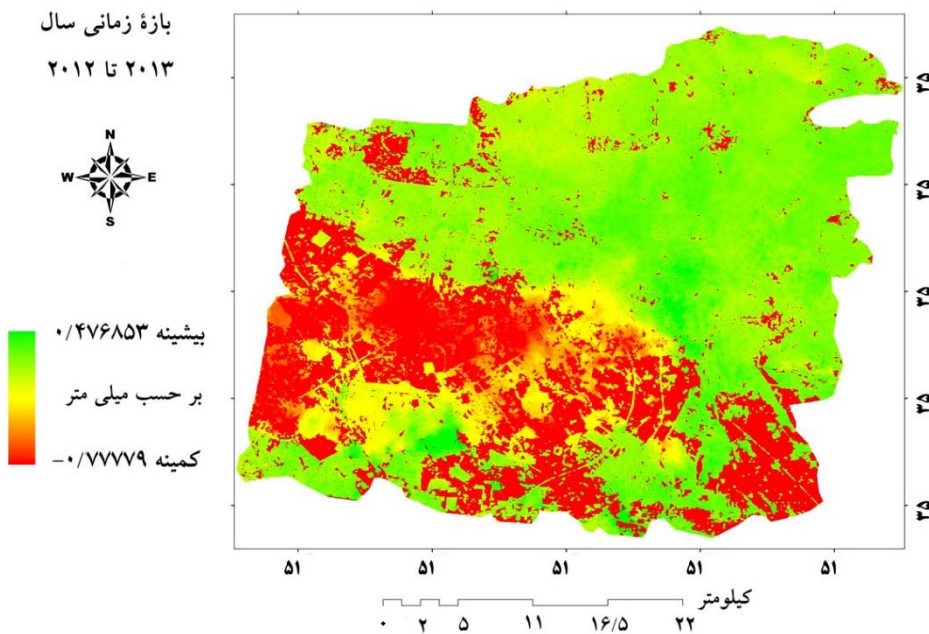 بازۀ زمانی سال
۲۰۱۲ تا ۲۰۱۳
N
W E
S
بیشینه ۰/۴۷۶۸۵۳
بر حسب میلی متر
کمینه ۰/۷۷۷۷۹−
۳۵
۳۵
۳۵
۳۵
۳۵
۵۱ ۵۱ ۵۱ ۵۱ ۵۱
کیلومتر
۰ ۲ ۵ ۱۱ ۱۶/۵ ۲۲